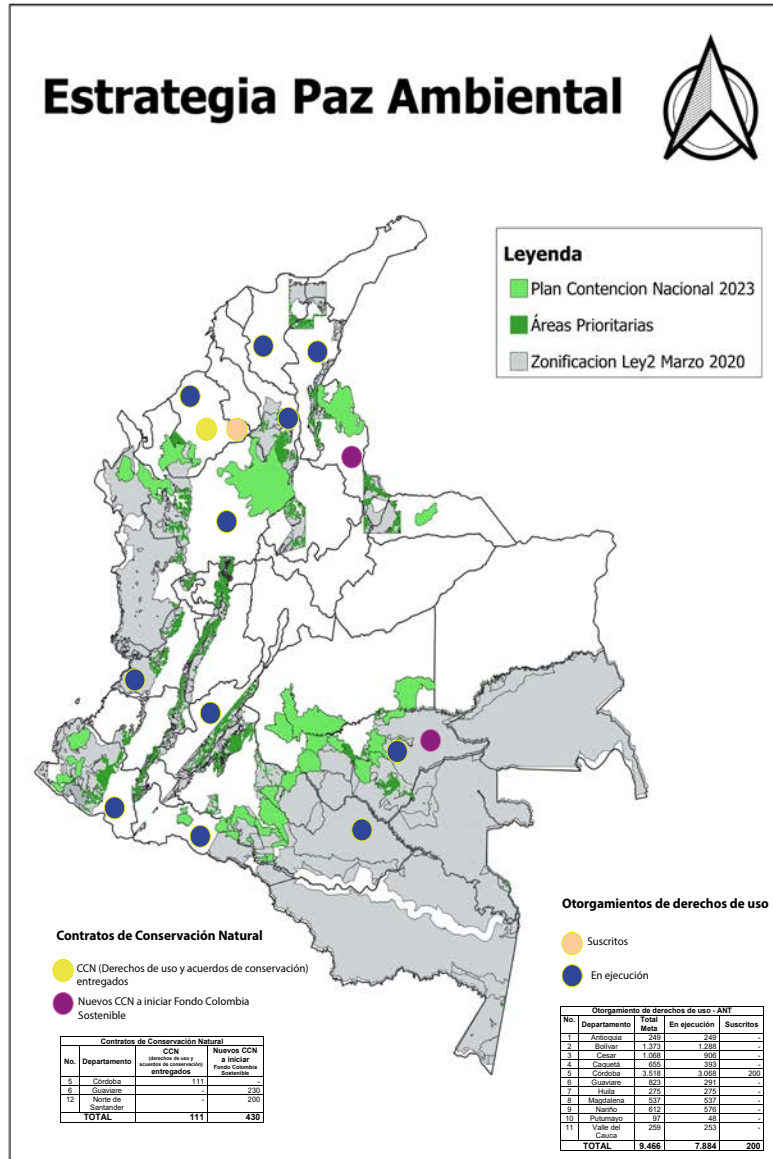 Estrategia Paz Ambiental
Leyenda
Plan Contencion Nacional 2023
Áreas Prioritarias
Zonificacion Ley2 Marzo 2020
Contratos de Conservación Natural
CCN (Derechos de uso y acuerdos de conservación)
entregados
Nuevos CCN a iniciar Fondo Colombia
Sostenible
Contratos de Conservación Natural
No. Departamento CCN (derechos de uso y acuerdos de conservación) entregados Nuevos CCN a iniciar Fondo Colombia Sostenible
5 Córdoba 111 -
6 Guaviare - 230
12 Norte de Santander - 200
TOTAL 111 430
Otorgamientos de derechos de uso
Suscritos
En ejecución
Otorgamiento de derechos de uso - ANT
No. Departamento Total Meta En ejecución Suscritos
1 Antioquia 249 249 -
2 Bolívar 1.373 1.288 -
3 Cesar 1.068 906 -
4 Caquetá 655 393 -
5 Córdoba 3.518 3.068 200
6 Guaviare 823 291 -
7 Huila 275 275 -
8 Magdalena 537 537 -
9 Nariño 612 576 -
10 Putumayo 97 48 -
11 Valle del Cauca 259 253 -
TOTAL 9.466 7.884 200